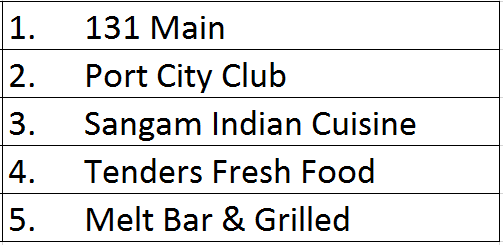 1. 131 Main
2. Port City Club
3. Sangam Indian Cuisine
4. Tenders Fresh Food
5. Melt Bar & Grilled